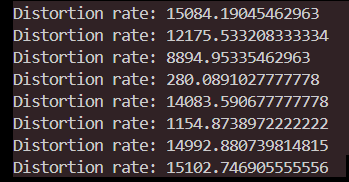 Distortion rate: 15084.19045462963
Distortion rate: 12175.533208333334
Distortion rate: 8894.95335462963
Distortion rate: 280.0891027777778
Distortion rate: 14083.590677777778
Distortion rate: 1154.8738972222222
Distortion rate: 14992.880739814815
Distortion rate: 15102.746905555556